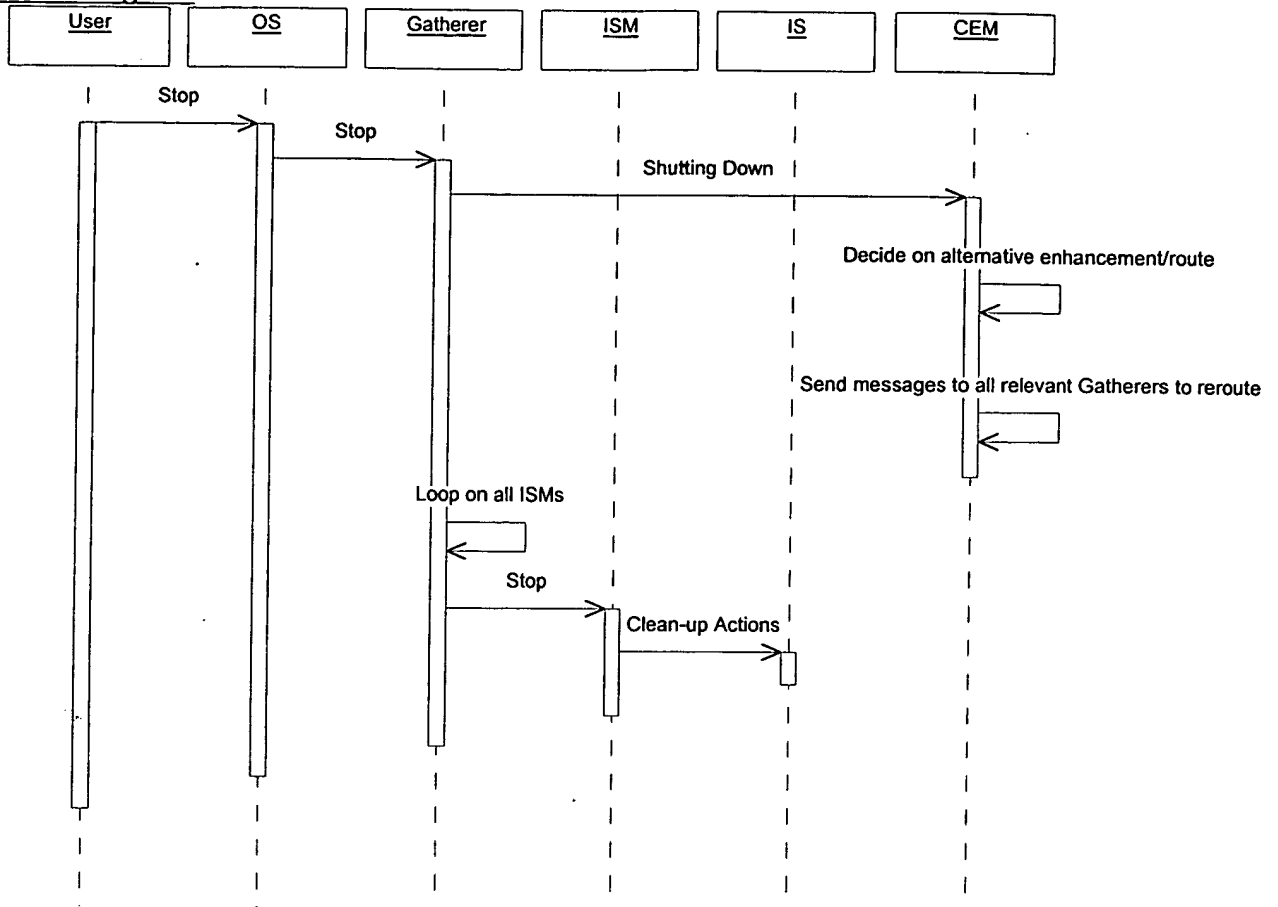 User OS Gatherer ISM IS CEM
Stop
Stop
Shutting Down
Decide on alternative enhancement/route
Send messages to all relevant Gatherers to reroute
Loop on all ISMs
Stop
Clean-up Actions